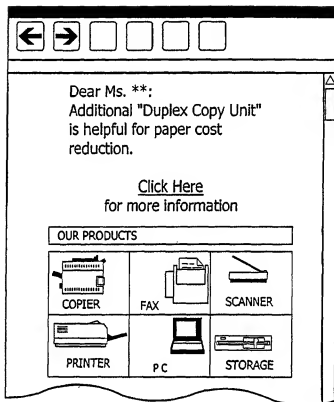 Dear Ms. **:
Additional "Duplex Copy Unit"
is helpful for paper cost
reduction.
Click Here
for more information
OUR PRODUCTS
COPIER FAX SCANNER
PRINTER PC STORAGE